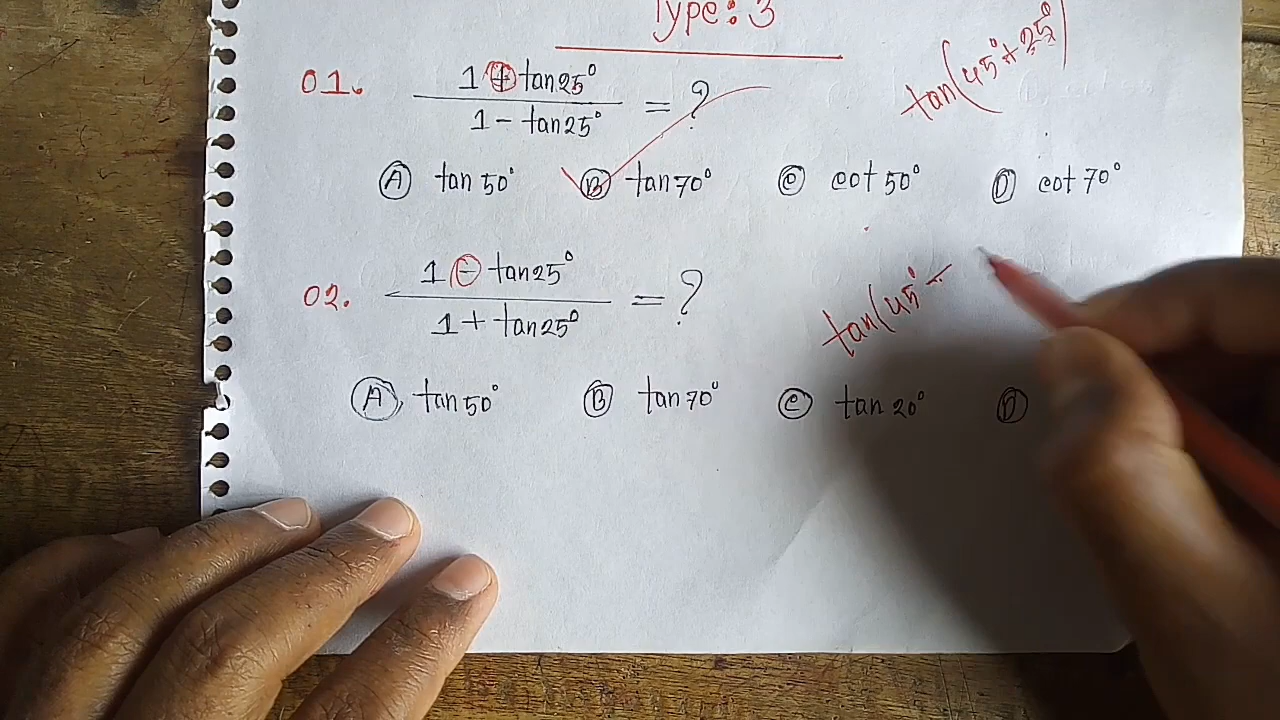 Type: 3
01. (1 + tan25°) / (1 - tan25°) = ?
tan(45° + 25°)
Ⓐ tan 50° Ⓑ tan 70° Ⓒ cot 50° Ⓓ cot 70°
02. (1 - tan25°) / (1 + tan25°) = ?
tan(45° -
Ⓐ tan 50° Ⓑ tan 70° Ⓒ tan 20° Ⓓ